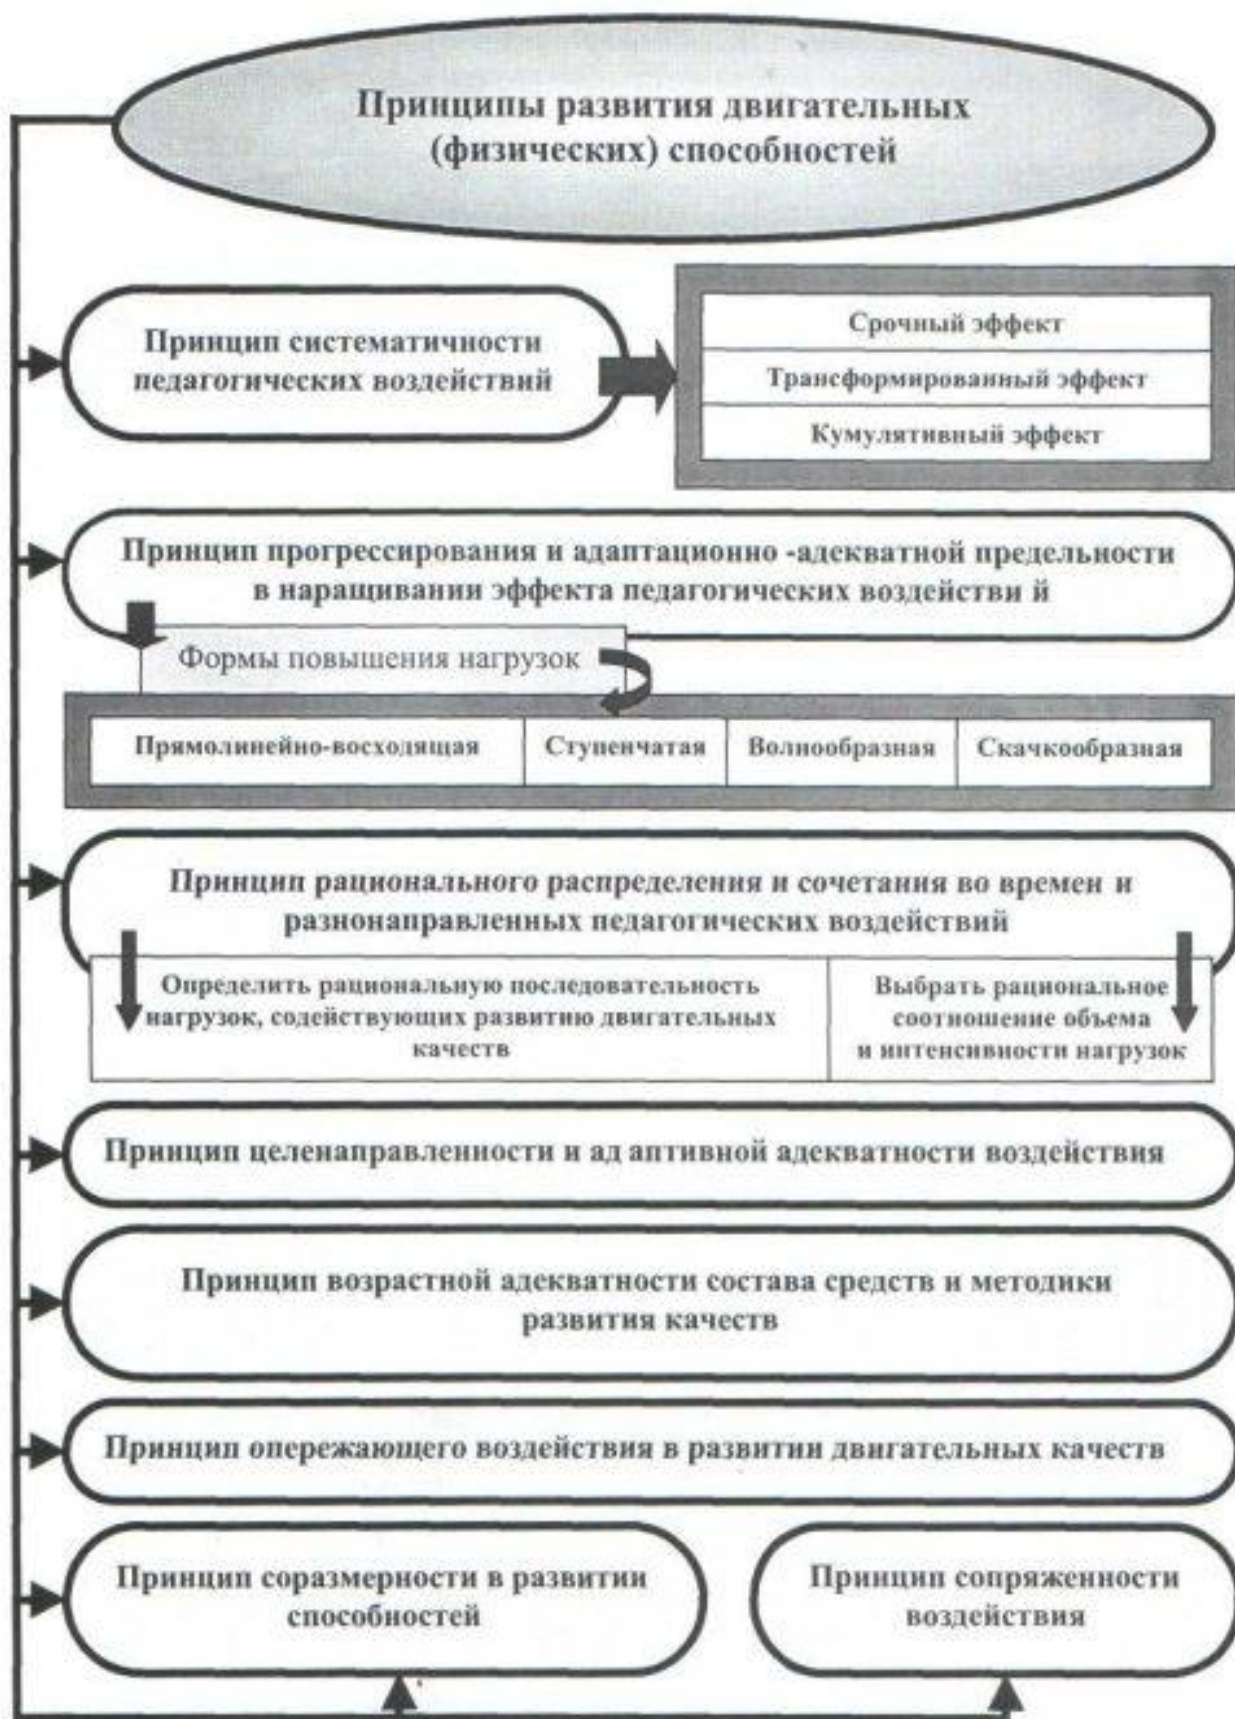 Принципы развития двигательных
(физических) способностей
Принцип систематичности
педагогических воздействий
Срочный эффект
Трансформированный эффект
Кумулятивный эффект
Принцип прогрессирования и адаптационно -адекватной предельности
в наращивании эффекта педагогических воздействи й
Формы повышения нагрузок
Прямолинейно-восходящая
Ступенчатая
Волнообразная
Скачкообразная
Принцип рационального распределения и сочетания во времен и
разнонаправленных педагогических воздействий
Определить рациональную последовательность
нагрузок, содействующих развитию двигательных
качеств
Выбрать рациональное
соотношение объема
и интенсивности нагрузок
Принцип целенаправленности и ад аптивной адекватности воздействия
Принцип возрастной адекватности состава средств и методики
развития качеств
Принцип опережающего воздействия в развитии двигательных качеств
Принцип соразмерности в развитии
способностей
Принцип сопряженности
воздействия